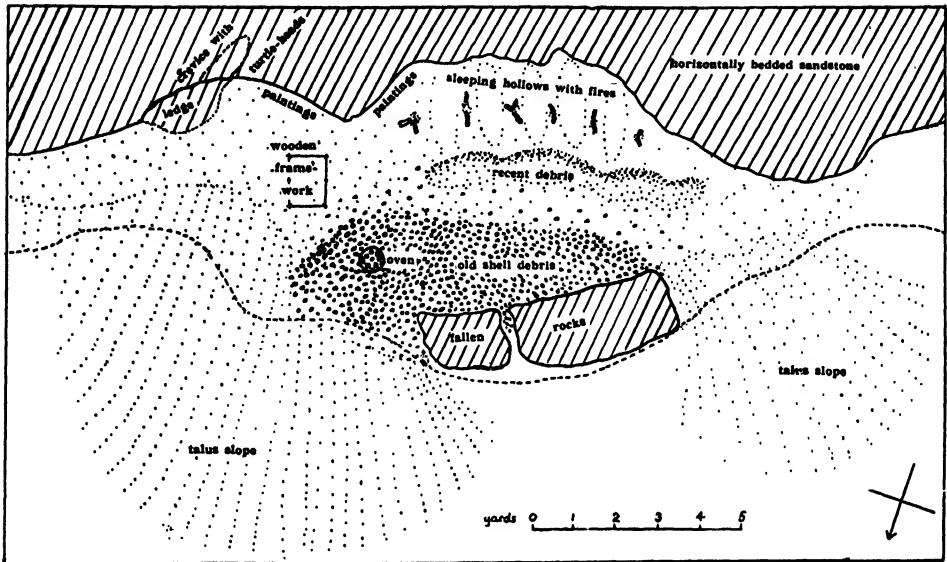 crevice with
turtle-heads
ledge
paintings
paintings
sleeping hollows with fires
horizontally bedded sandstone
wooden
frame-
work
recent debris
oven
old shell debris
fallen
rocks
talus slope
talus slope
yards 0 1 2 3 4 5